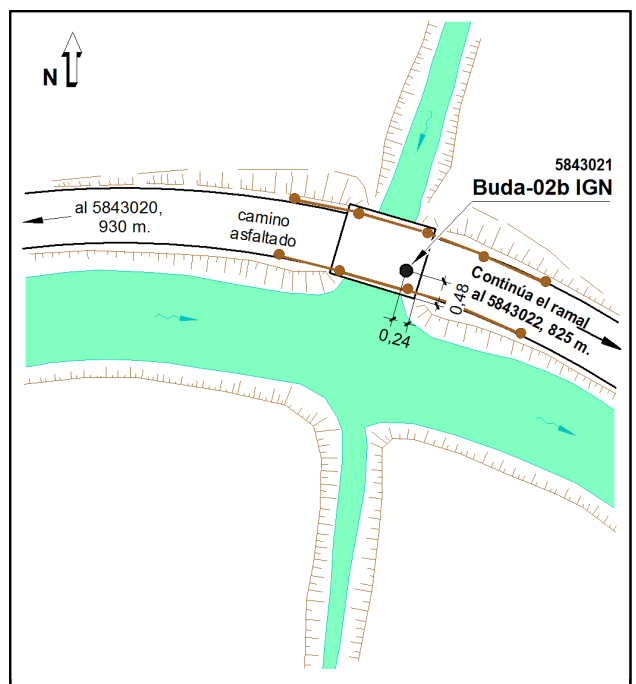 N
5843021
Buda-02b IGN
al 5843020,
930 m.
camino
asfaltado
Continúa el ramal
al 5843022, 825 m.
0,48
0,24